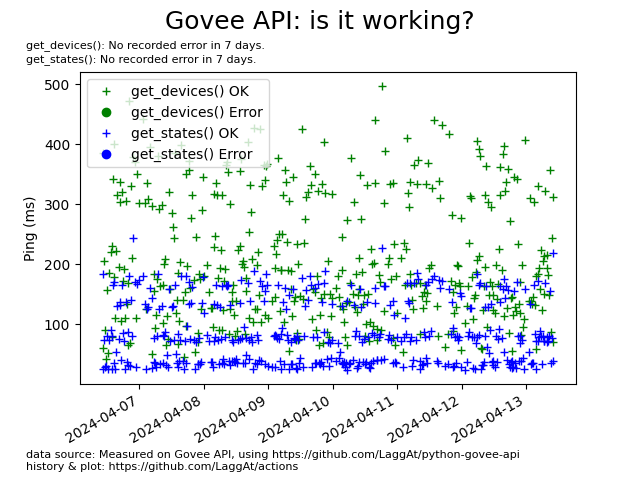 Govee API: is it working?
get_devices(): No recorded error in 7 days.
get_states(): No recorded error in 7 days.
get_devices() OK
get_devices() Error
get_states() OK
get_states() Error
Ping (ms)
500
400
300
200
100
2024-04-07
2024-04-08
2024-04-09
2024-04-10
2024-04-11
2024-04-12
2024-04-13
data source: Measured on Govee API, using https://github.com/LaggAt/python-govee-api
history & plot: https://github.com/LaggAt/actions